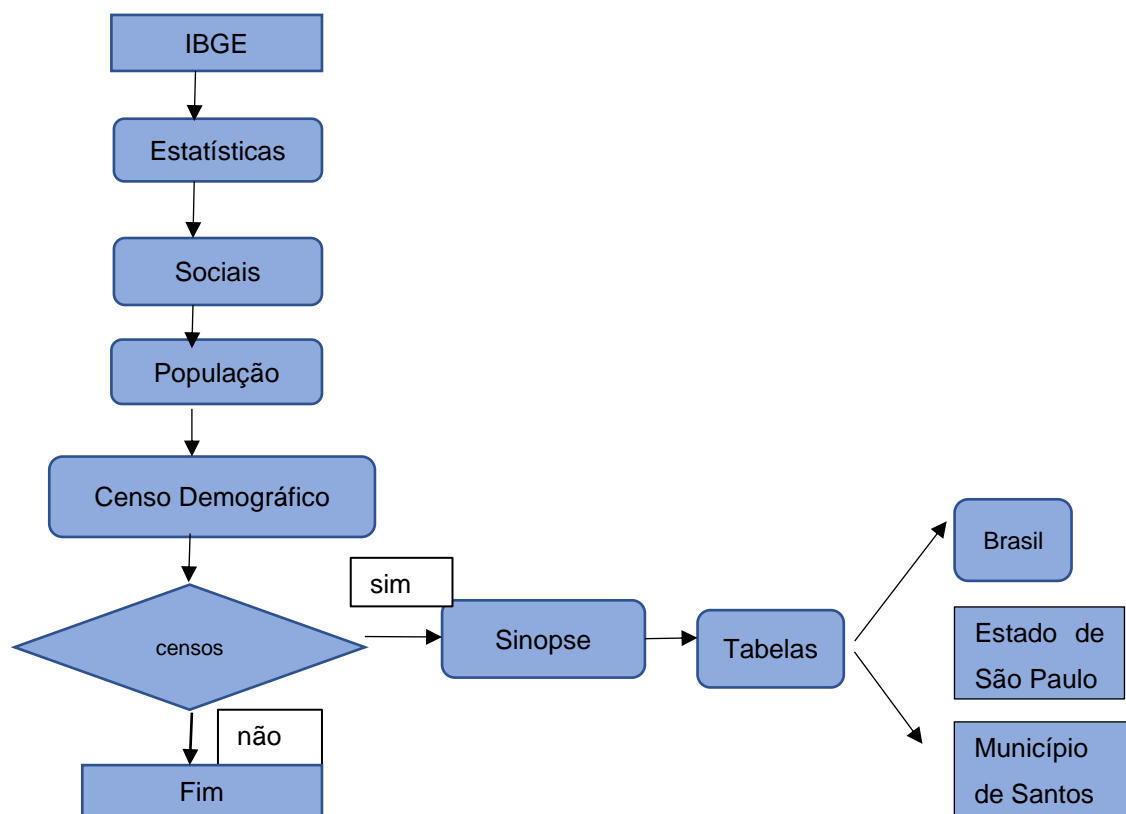 IBGE
Estatísticas
Sociais
População
Censo Demográfico
censos
sim
Sinopse
Tabelas
Brasil
Estado de
São Paulo
Município
de Santos
não
Fim